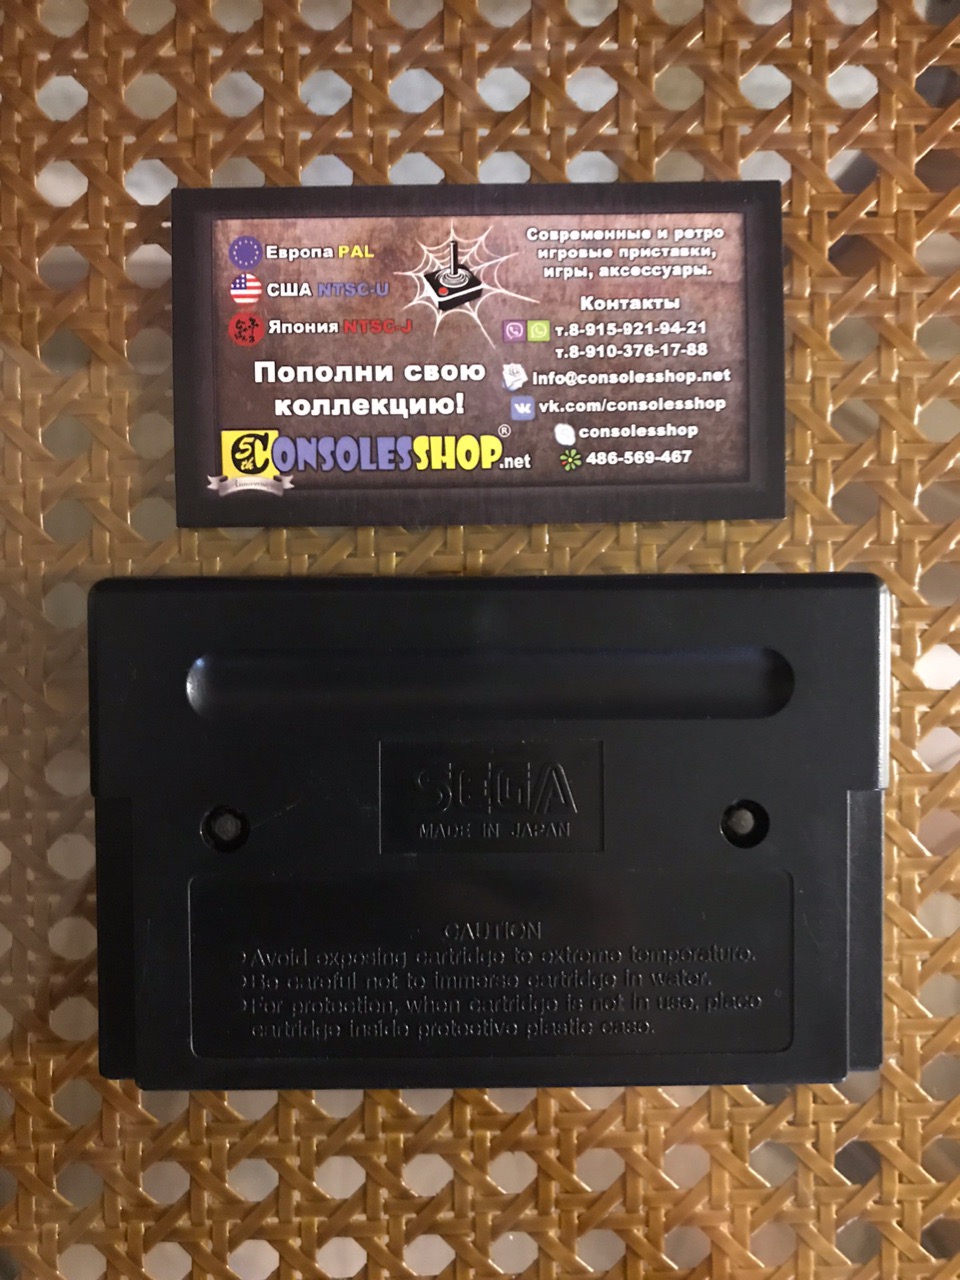 Европа PAL
США NTSC-U
Япония NTSC-J
Пополни свою
коллекцию!
5th
Anniversary
CONSOLESSHOP.net
®
Современные и ретро
игровые приставки,
игры, аксессуары.
Контакты
т.8-915-921-94-21
т.8-910-376-17-88
info@consolesshop.net
vk.com/consolesshop
consolesshop
486-569-467
SEGA
MADE IN JAPAN
CAUTION
•Avoid exposing cartridge to extreme temperature.
•Be careful not to immerse cartridge in water.
•For protection, when cartridge is not in use, place
cartridge inside protective plastic case.